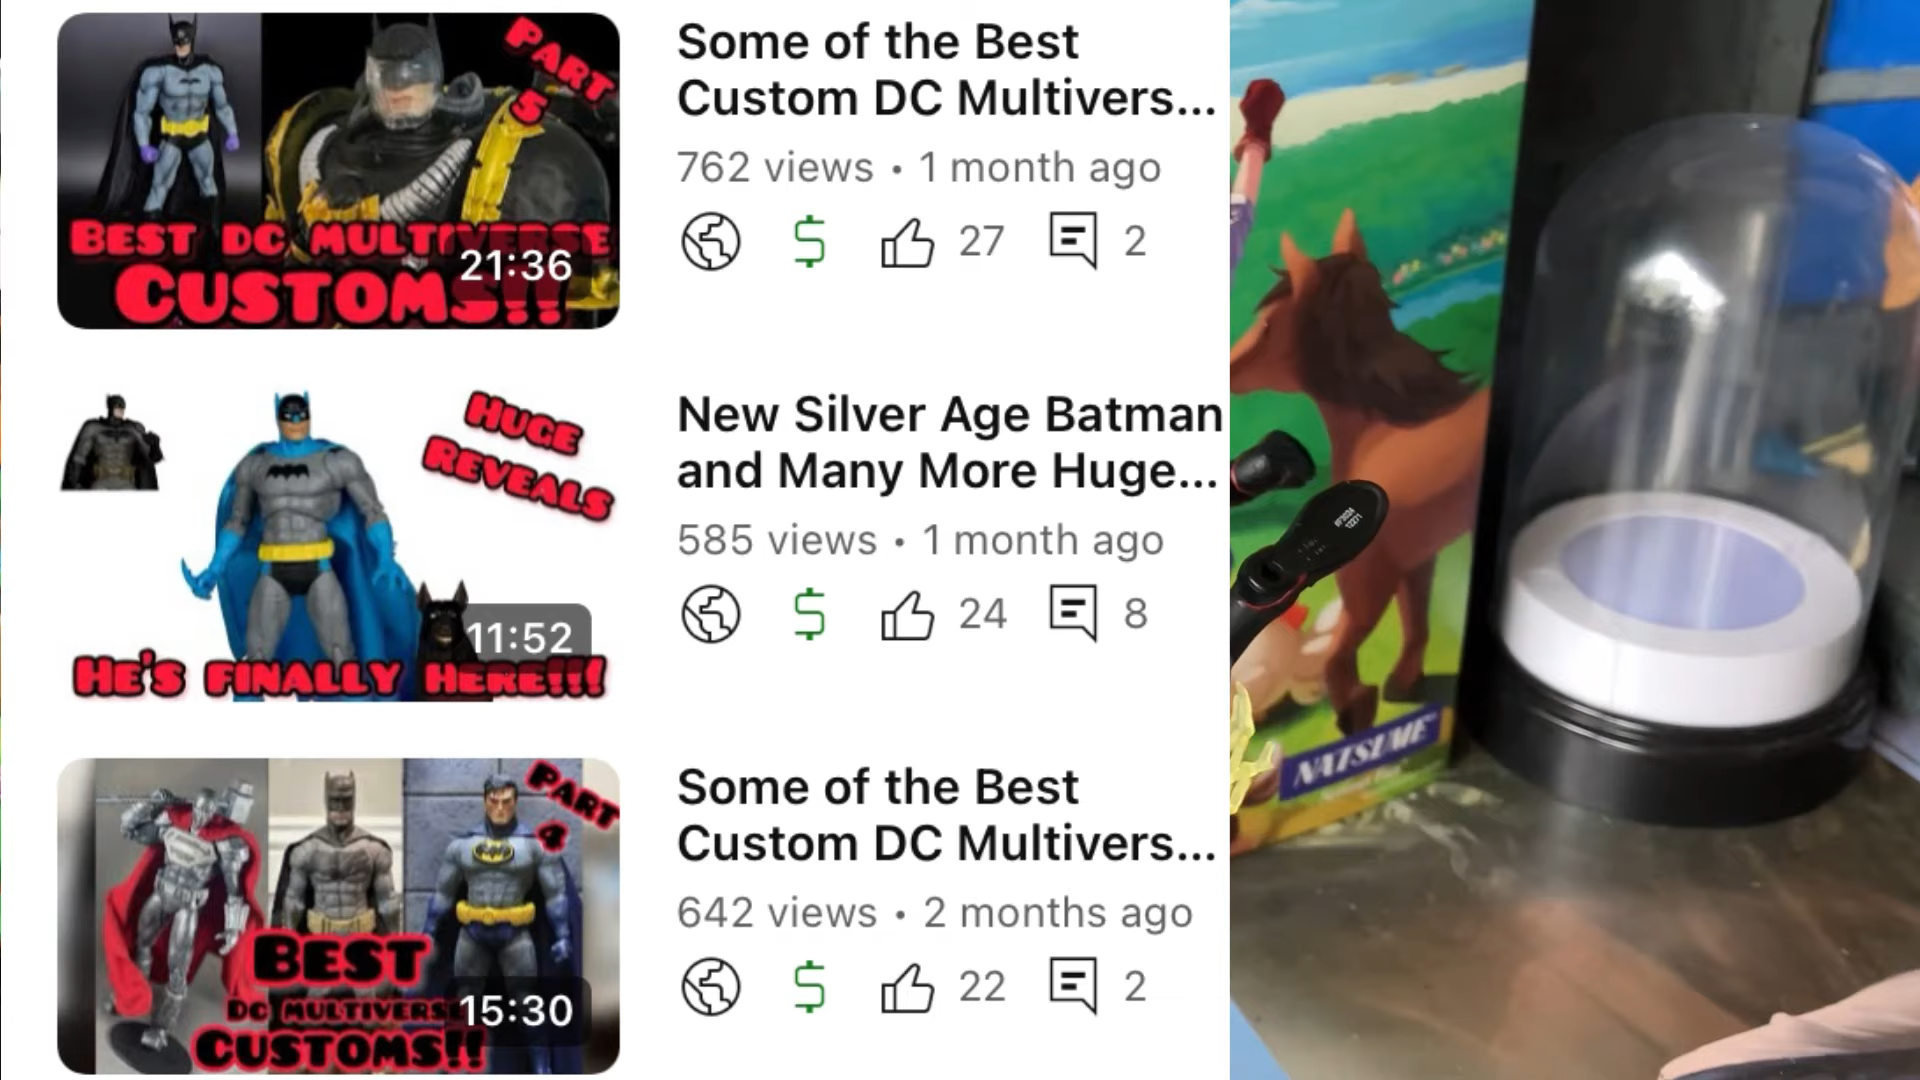 PART
5
BEST DC MULTIVERSE
CUSTOMS!!
21:36
Some of the Best
Custom DC Multivers...
762 views • 1 month ago
27
2
HUGE
REVEALS
HE'S FINALLY HERE!!!
11:52
New Silver Age Batman
and Many More Huge...
585 views • 1 month ago
24
8
PART
4
BEST
DC MULTIVERSE
CUSTOMS!!
15:30
Some of the Best
Custom DC Multivers...
642 views • 2 months ago
22
2
NATSUME